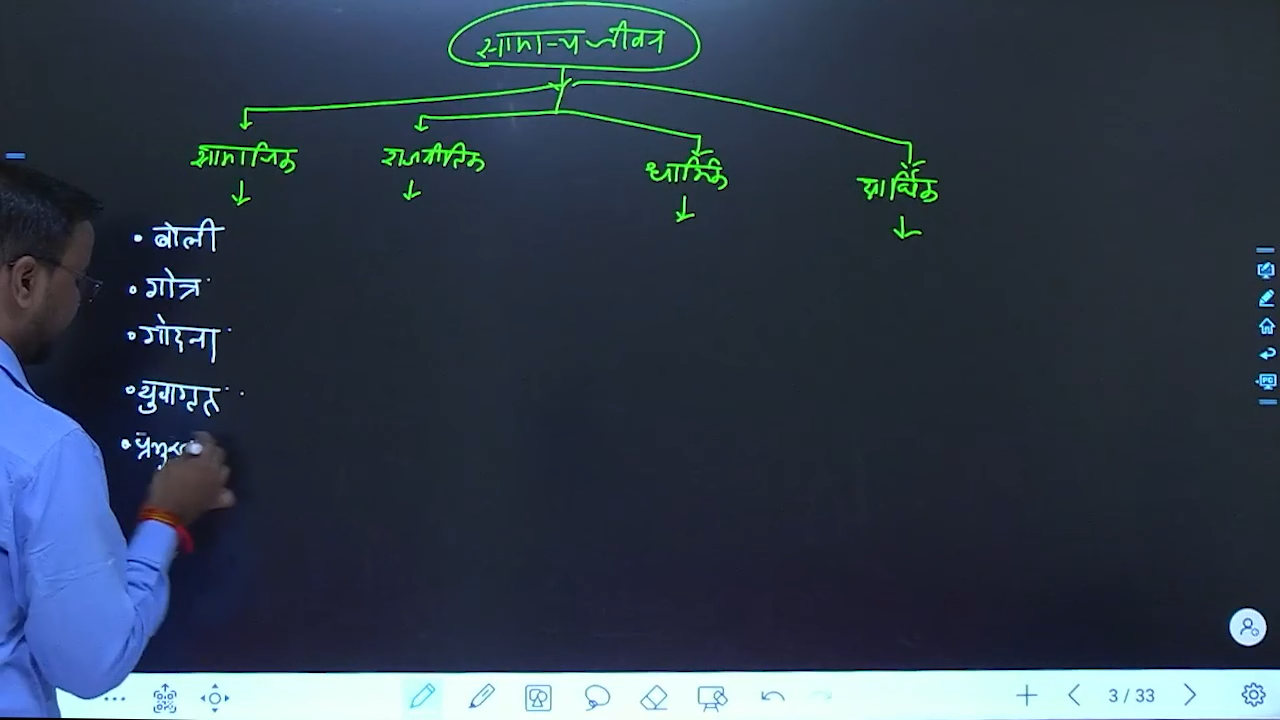 सामान्य जीवन
सामाजिक राजनीतिक धार्मिक आर्थिक
• बोली
• गोत्र
• गोदना
• युवागृह
3 / 33